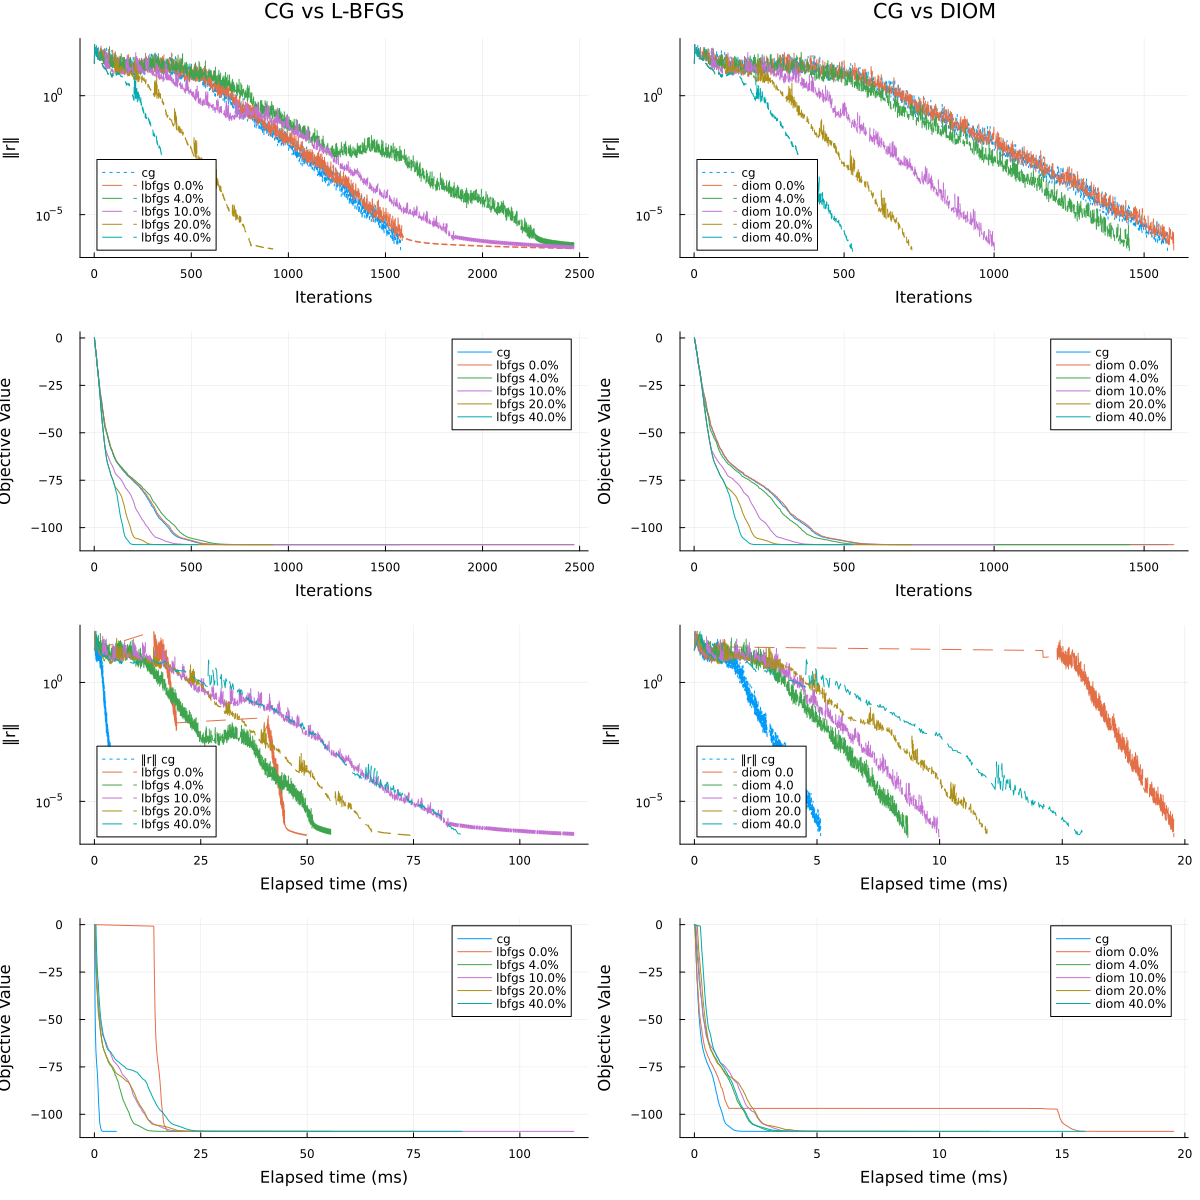 CG vs L-BFGS
CG vs DIOM
‖r‖
10⁰
10⁻⁵
cg
lbfgs 0.0%
lbfgs 4.0%
lbfgs 10.0%
lbfgs 20.0%
lbfgs 40.0%
0 500 1000 1500 2000 2500
Iterations
‖r‖
10⁰
10⁻⁵
cg
diom 0.0%
diom 4.0%
diom 10.0%
diom 20.0%
diom 40.0%
0 500 1000 1500
Iterations
Objective Value
0
−25
−50
−75
−100
cg
lbfgs 0.0%
lbfgs 4.0%
lbfgs 10.0%
lbfgs 20.0%
lbfgs 40.0%
0 500 1000 1500 2000 2500
Iterations
Objective Value
0
−25
−50
−75
−100
cg
diom 0.0%
diom 4.0%
diom 10.0%
diom 20.0%
diom 40.0%
0 500 1000 1500
Iterations
‖r‖
10⁰
10⁻⁵
‖r‖ cg
lbfgs 0.0%
lbfgs 4.0%
lbfgs 10.0%
lbfgs 20.0%
lbfgs 40.0%
0 25 50 75 100
Elapsed time (ms)
‖r‖
10⁰
10⁻⁵
‖r‖ cg
diom 0.0
diom 4.0
diom 10.0
diom 20.0
diom 40.0
0 5 10 15 20
Elapsed time (ms)
Objective Value
0
−25
−50
−75
−100
cg
lbfgs 0.0%
lbfgs 4.0%
lbfgs 10.0%
lbfgs 20.0%
lbfgs 40.0%
0 25 50 75 100
Elapsed time (ms)
Objective Value
0
−25
−50
−75
−100
cg
diom 0.0%
diom 4.0%
diom 10.0%
diom 20.0%
diom 40.0%
0 5 10 15 20
Elapsed time (ms)